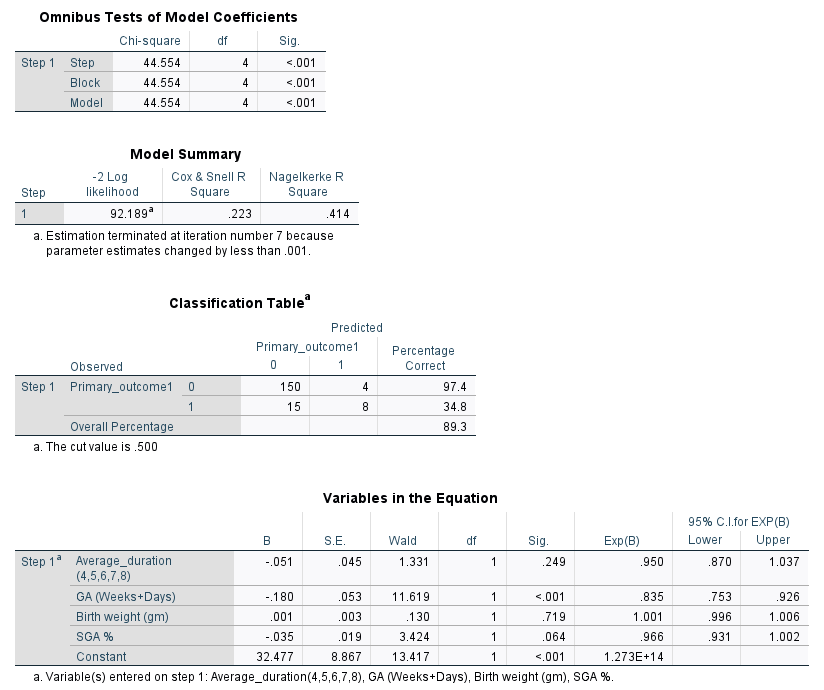 Omnibus Tests of Model Coefficients
Chi-square df Sig.
Step 1 Step 44.554 4 <.001
Block 44.554 4 <.001
Model 44.554 4 <.001
Model Summary
Step -2 Log likelihood Cox & Snell R Square Nagelkerke R Square
1 92.189a .223 .414
a. Estimation terminated at iteration number 7 because
parameter estimates changed by less than .001.
Classification Tablea
Predicted
Primary_outcome1 Percentage Correct
Observed 0 1
Step 1 Primary_outcome1 0 150 4 97.4
1 15 8 34.8
Overall Percentage 89.3
a. The cut value is .500
Variables in the Equation
95% C.I.for EXP(B)
B S.E. Wald df Sig. Exp(B) Lower Upper
Step 1a Average_duration (4,5,6,7,8) -.051 .045 1.331 1 .249 .950 .870 1.037
GA (Weeks+Days) -.180 .053 11.619 1 <.001 .835 .753 .926
Birth weight (gm) .001 .003 .130 1 .719 1.001 .996 1.006
SGA % -.035 .019 3.424 1 .064 .966 .931 1.002
Constant 32.477 8.867 13.417 1 <.001 1.273E+14
a. Variable(s) entered on step 1: Average_duration(4,5,6,7,8), GA (Weeks+Days), Birth weight (gm), SGA %.